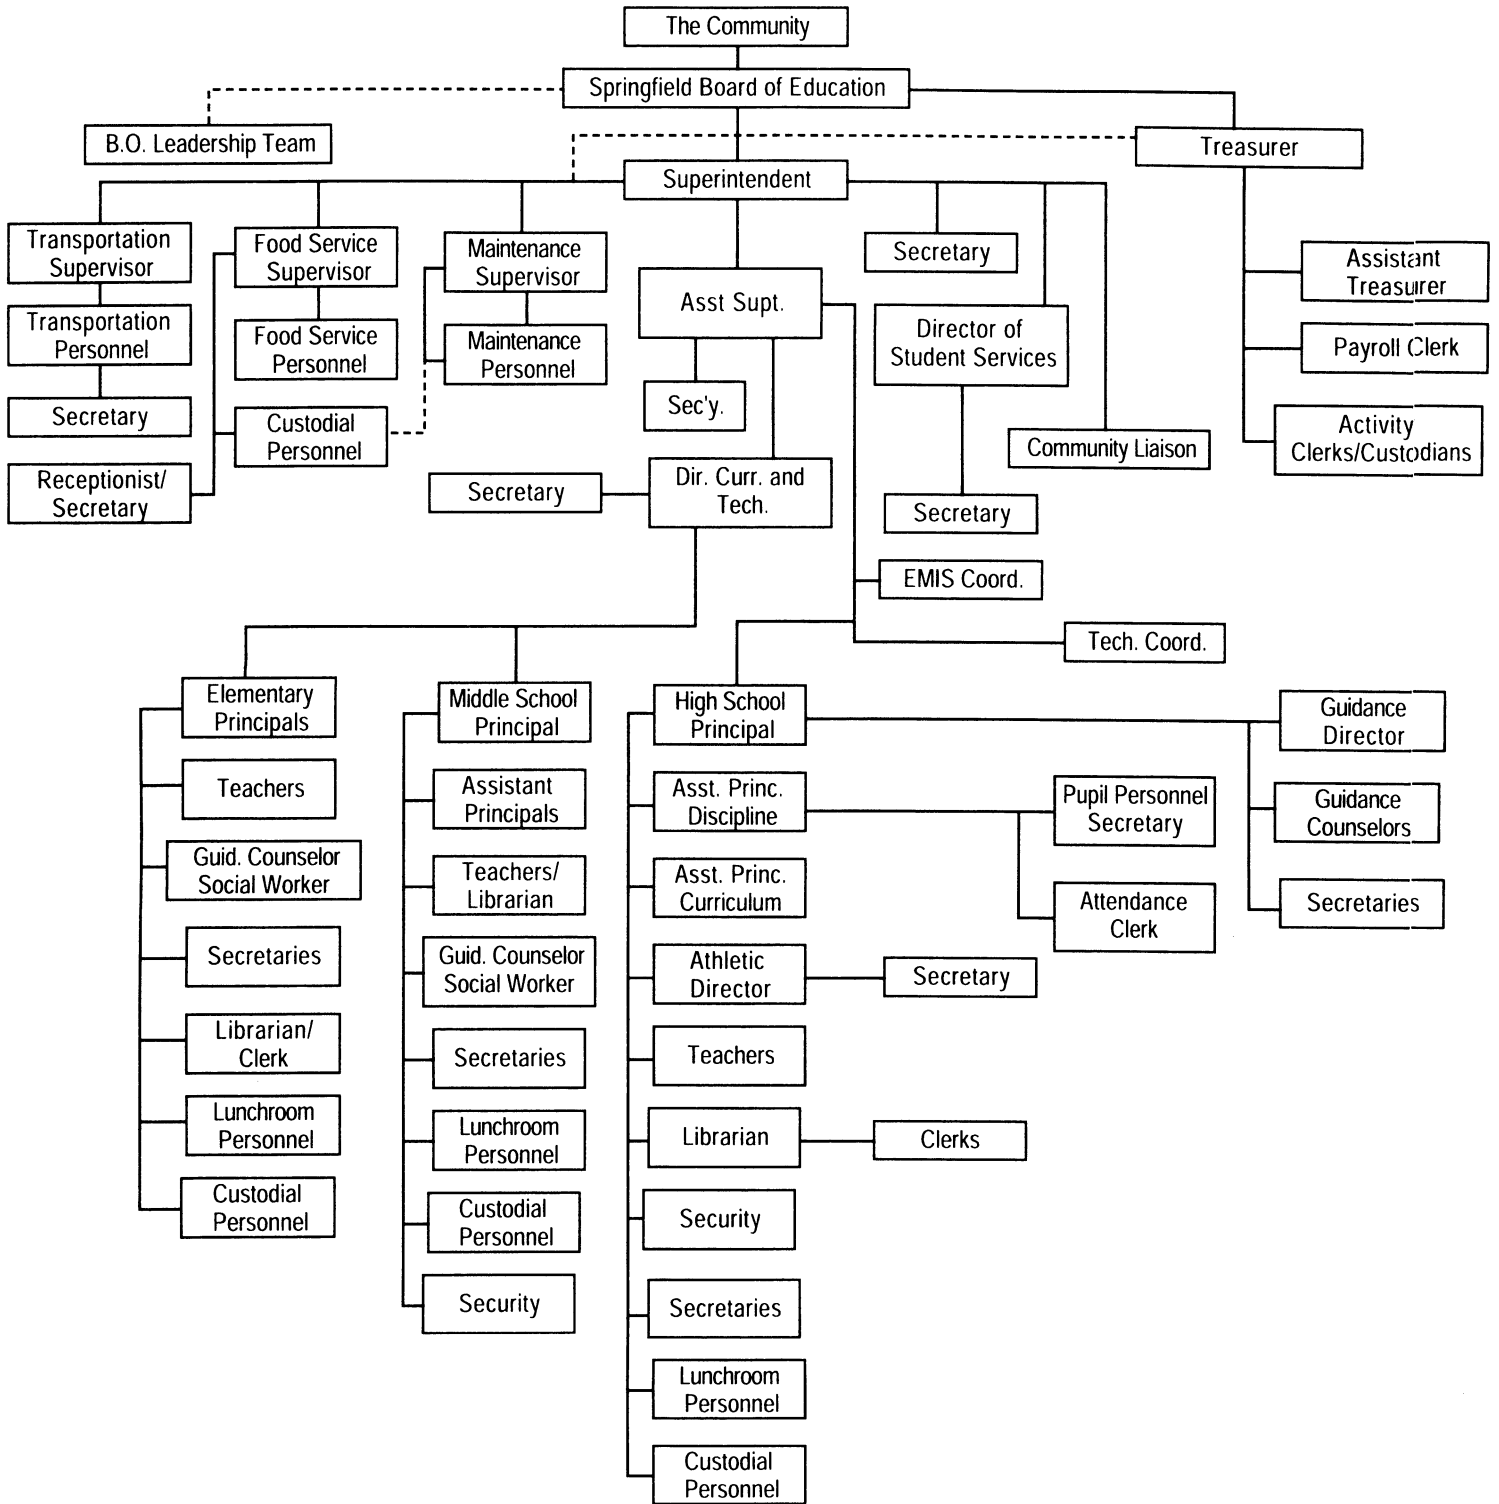 The Community
Springfield Board of Education
B.O. Leadership Team
Treasurer
Superintendent
Transportation
Supervisor
Food Service
Supervisor
Maintenance
Supervisor
Secretary
Assistant
Treasurer
Asst Supt.
Transportation
Personnel
Food Service
Personnel
Maintenance
Personnel
Director of
Student Services
Payroll Clerk
Secretary
Custodial
Personnel
Sec'y.
Community Liaison
Activity
Clerks/Custodians
Receptionist/
Secretary
Secretary
Dir. Curr. and
Tech.
Secretary
EMIS Coord.
Tech. Coord.
Elementary
Principals
Teachers
Guid. Counselor
Social Worker
Secretaries
Librarian/
Clerk
Lunchroom
Personnel
Custodial
Personnel
Middle School
Principal
Assistant
Principals
Teachers/
Librarian
Guid. Counselor
Social Worker
Secretaries
Lunchroom
Personnel
Custodial
Personnel
Security
High School
Principal
Asst. Princ.
Discipline
Asst. Princ.
Curriculum
Athletic
Director
Teachers
Librarian
Security
Secretaries
Lunchroom
Personnel
Custodial
Personnel
Pupil Personnel
Secretary
Attendance
Clerk
Secretary
Clerks
Guidance
Director
Guidance
Counselors
Secretaries